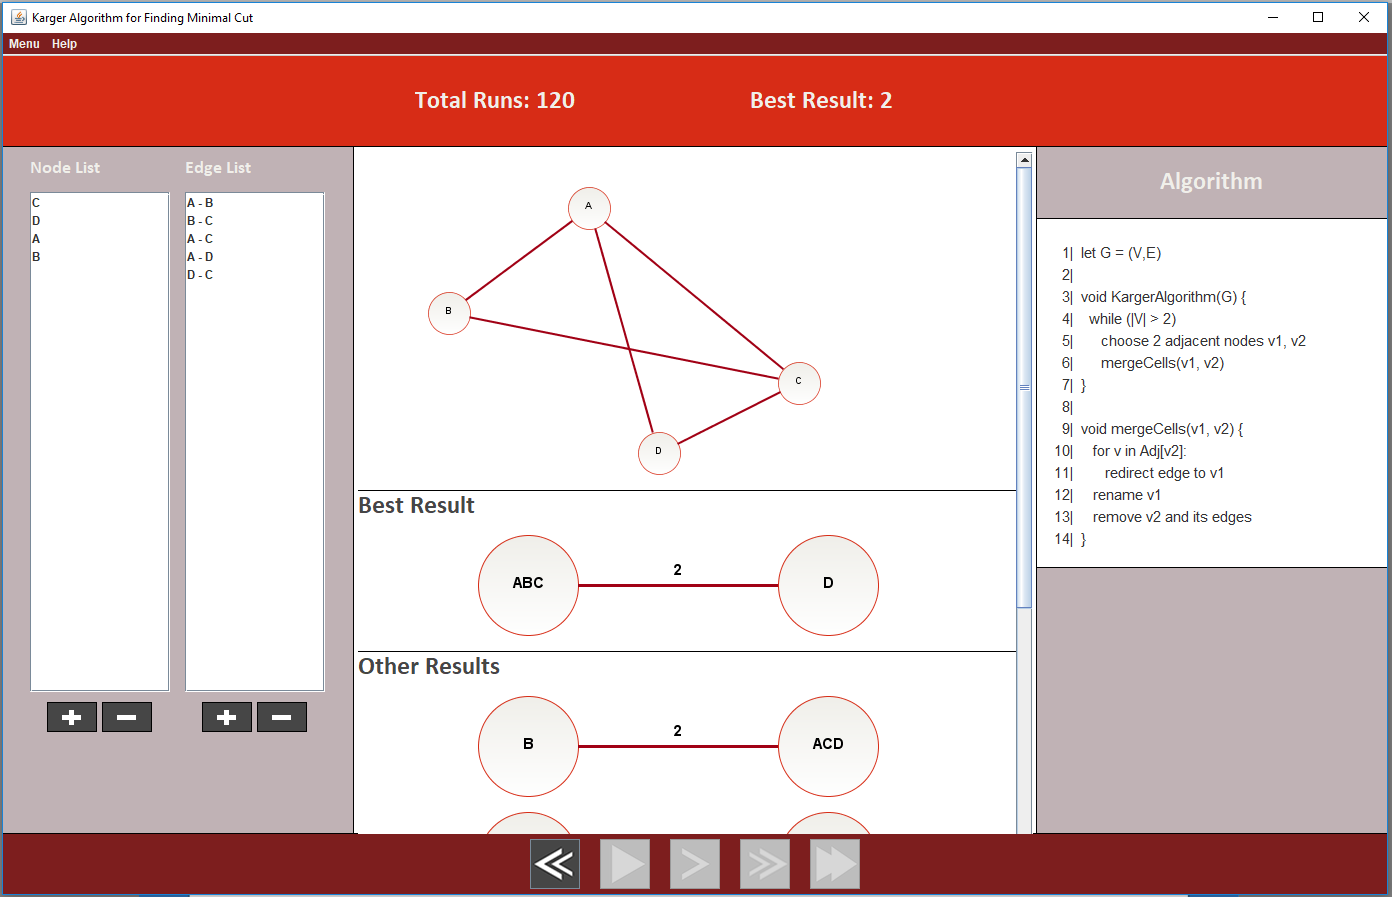 Karger Algorithm for Finding Minimal Cut
Menu Help
Total Runs: 120 Best Result: 2
Node List
C
D
A
B
Edge List
A - B
B - C
A - C
A - D
D - C
A
B
C
D
Best Result
ABC 2 D
Other Results
B 2 ACD
Algorithm
1| let G = (V,E)
2|
3| void KargerAlgorithm(G) {
4| while (|V| > 2)
5| choose 2 adjacent nodes v1, v2
6| mergeCells(v1, v2)
7| }
8|
9| void mergeCells(v1, v2) {
10| for v in Adj[v2]:
11| redirect edge to v1
12| rename v1
13| remove v2 and its edges
14| }